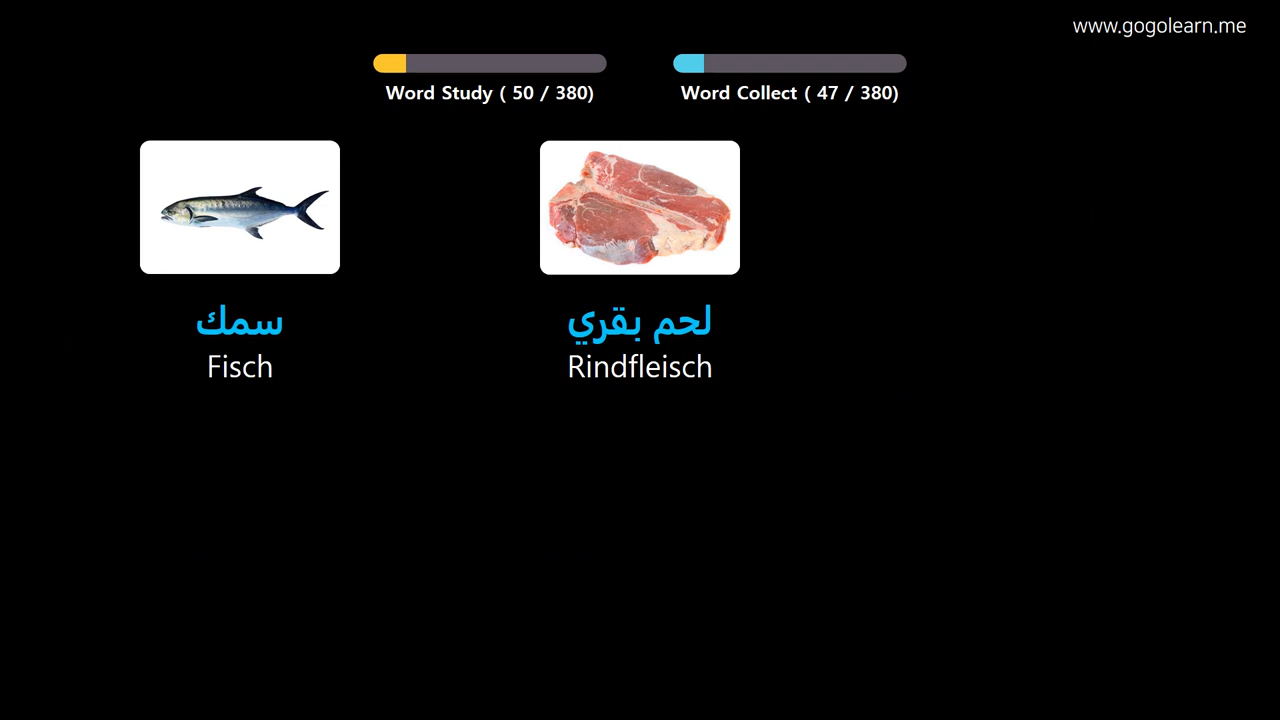 www.gogolearn.me
Word Study ( 50 / 380)
Word Collect ( 47 / 380)
سمك
Fisch
لحم بقري
Rindfleisch